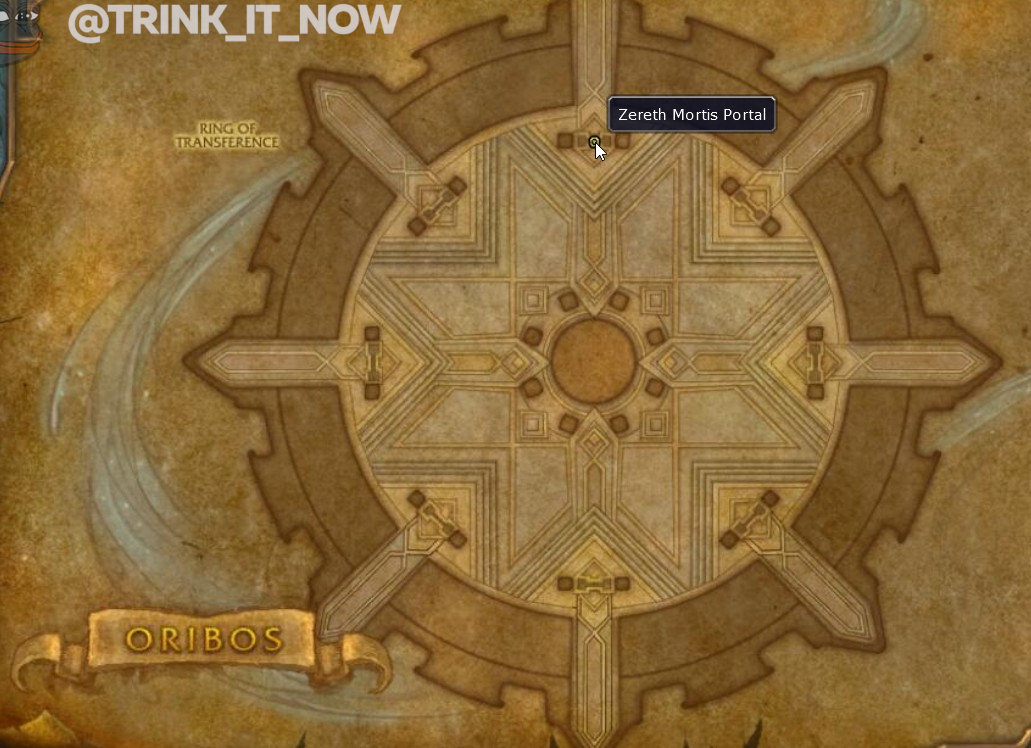 @TRINK_IT_NOW
Zereth Mortis Portal
RING OF
TRANSFERENCE
ORIBOS